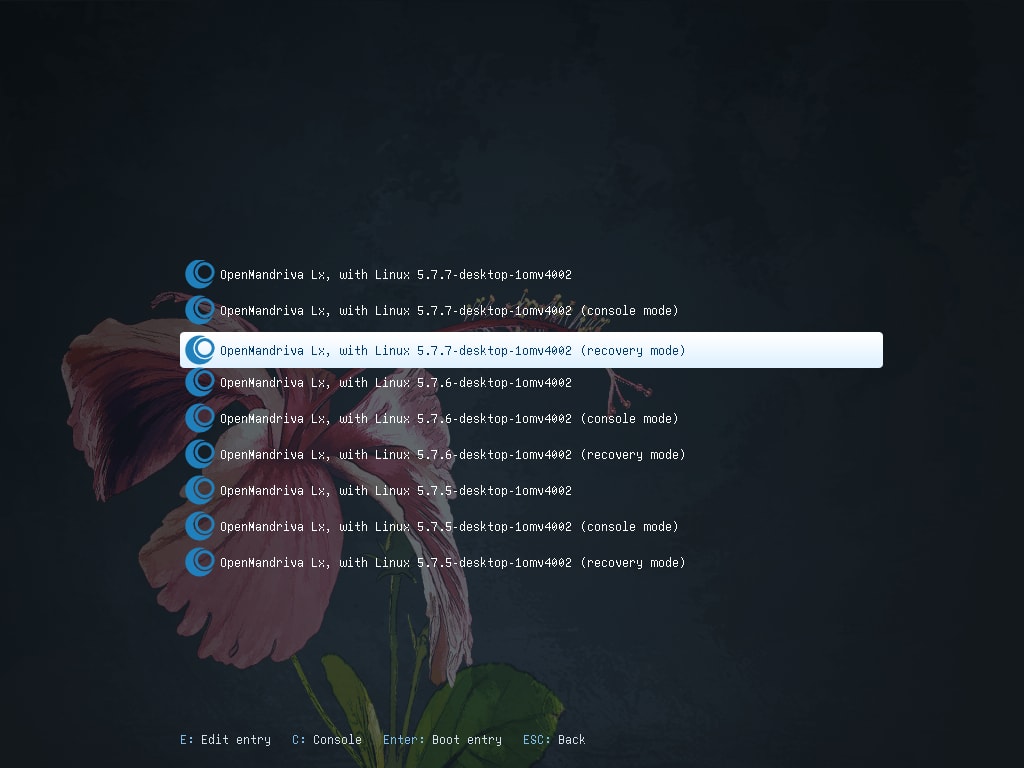 OpenMandriva Lx, with Linux 5.7.7-desktop-1omv4002
OpenMandriva Lx, with Linux 5.7.7-desktop-1omv4002 (console mode)
OpenMandriva Lx, with Linux 5.7.7-desktop-1omv4002 (recovery mode)
OpenMandriva Lx, with Linux 5.7.6-desktop-1omv4002
OpenMandriva Lx, with Linux 5.7.6-desktop-1omv4002 (console mode)
OpenMandriva Lx, with Linux 5.7.6-desktop-1omv4002 (recovery mode)
OpenMandriva Lx, with Linux 5.7.5-desktop-1omv4002
OpenMandriva Lx, with Linux 5.7.5-desktop-1omv4002 (console mode)
OpenMandriva Lx, with Linux 5.7.5-desktop-1omv4002 (recovery mode)
E: Edit entry C: Console Enter: Boot entry ESC: Back